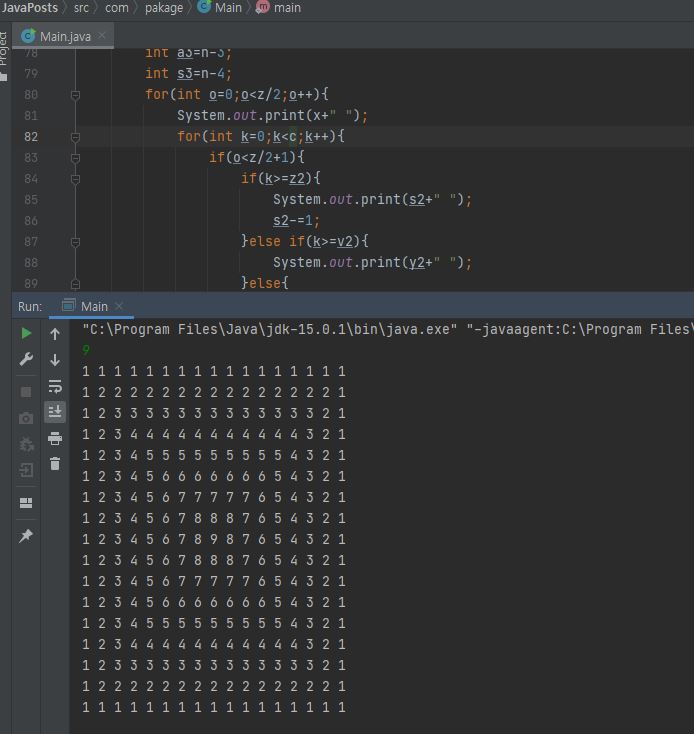 JavaPosts > src > com > pakage > Main > main
Project
Main.java
78 int a3=n-3;
79 int s3=n-4;
80 for(int o=0;o<z/2;o++){
81 System.out.print(x+" ");
82 for(int k=0;k<c;k++){
83 if(o<z/2+1){
84 if(k>=z2){
85 System.out.print(s2+" ");
86 s2-=1;
87 }else if(k>=v2){
88 System.out.print(y2+" ");
89 }else{
Run: Main
"C:\Program Files\Java\jdk-15.0.1\bin\java.exe" "-javaagent:C:\Program Files\
9
1 1 1 1 1 1 1 1 1 1 1 1 1 1 1 1 1
1 2 2 2 2 2 2 2 2 2 2 2 2 2 2 2 1
1 2 3 3 3 3 3 3 3 3 3 3 3 3 3 2 1
1 2 3 4 4 4 4 4 4 4 4 4 4 4 3 2 1
1 2 3 4 5 5 5 5 5 5 5 5 5 4 3 2 1
1 2 3 4 5 6 6 6 6 6 6 6 5 4 3 2 1
1 2 3 4 5 6 7 7 7 7 7 6 5 4 3 2 1
1 2 3 4 5 6 7 8 8 8 7 6 5 4 3 2 1
1 2 3 4 5 6 7 8 9 8 7 6 5 4 3 2 1
1 2 3 4 5 6 7 8 8 8 7 6 5 4 3 2 1
1 2 3 4 5 6 7 7 7 7 7 6 5 4 3 2 1
1 2 3 4 5 6 6 6 6 6 6 6 5 4 3 2 1
1 2 3 4 5 5 5 5 5 5 5 5 5 4 3 2 1
1 2 3 4 4 4 4 4 4 4 4 4 4 4 3 2 1
1 2 3 3 3 3 3 3 3 3 3 3 3 3 3 2 1
1 2 2 2 2 2 2 2 2 2 2 2 2 2 2 2 1
1 1 1 1 1 1 1 1 1 1 1 1 1 1 1 1 1